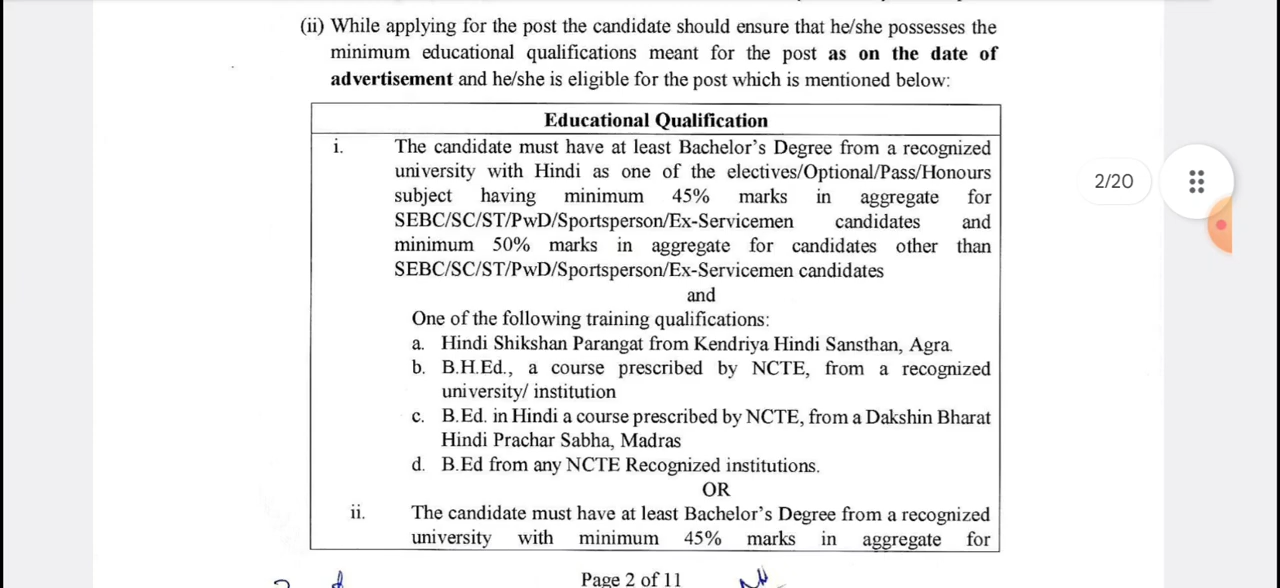 (ii) While applying for the post the candidate should ensure that he/she possesses the
minimum educational qualifications meant for the post as on the date of
advertisement and he/she is eligible for the post which is mentioned below:
Educational Qualification
i. The candidate must have at least Bachelor's Degree from a recognized
university with Hindi as one of the electives/Optional/Pass/Honours
subject having minimum 45% marks in aggregate for
SEBC/SC/ST/PwD/Sportsperson/Ex-Servicemen candidates and
minimum 50% marks in aggregate for candidates other than
SEBC/SC/ST/PwD/Sportsperson/Ex-Servicemen candidates
and
One of the following training qualifications:
a. Hindi Shikshan Parangat from Kendriya Hindi Sansthan, Agra.
b. B.H.Ed., a course prescribed by NCTE, from a recognized
university/ institution
c. B.Ed. in Hindi a course prescribed by NCTE, from a Dakshin Bharat
Hindi Prachar Sabha, Madras
d. B.Ed from any NCTE Recognized institutions.
OR
ii. The candidate must have at least Bachelor's Degree from a recognized
university with minimum 45% marks in aggregate for
Page 2 of 11
2/20